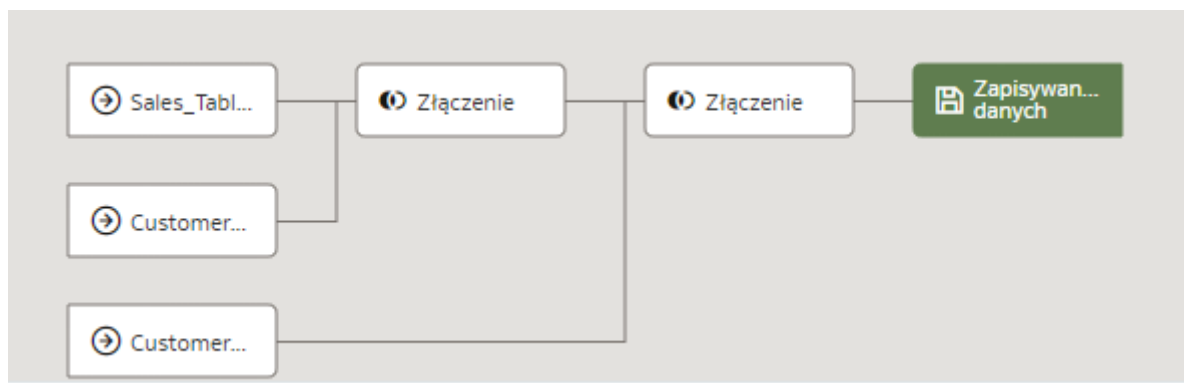 Sales_Tabl...
Złączenie
Złączenie
Zapisywan...
danych
Customer...
Customer...